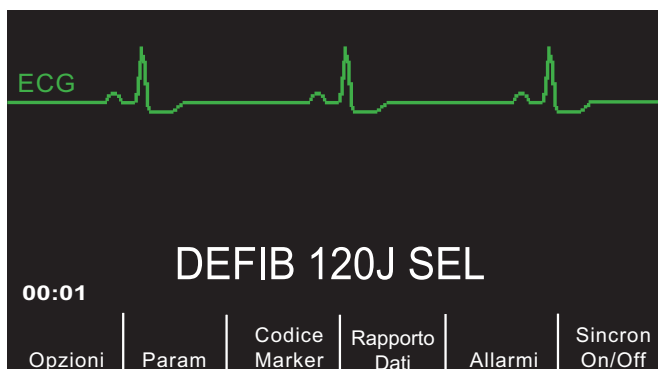 ECG
DEFIB 120J SEL
00:01
Opzioni
Param
Codice
Marker
Rapporto
Dati
Allarmi
Sincron
On/Off